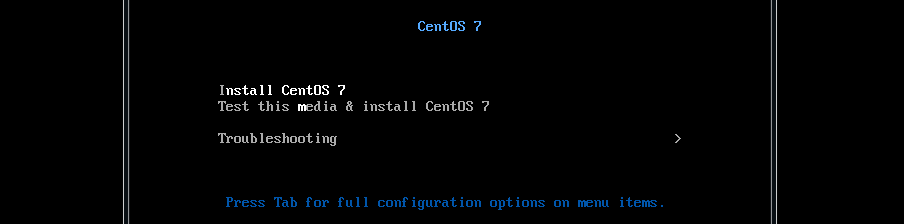 CentOS 7
Install CentOS 7
Test this media & install CentOS 7
Troubleshooting >
Press Tab for full configuration options on menu items.